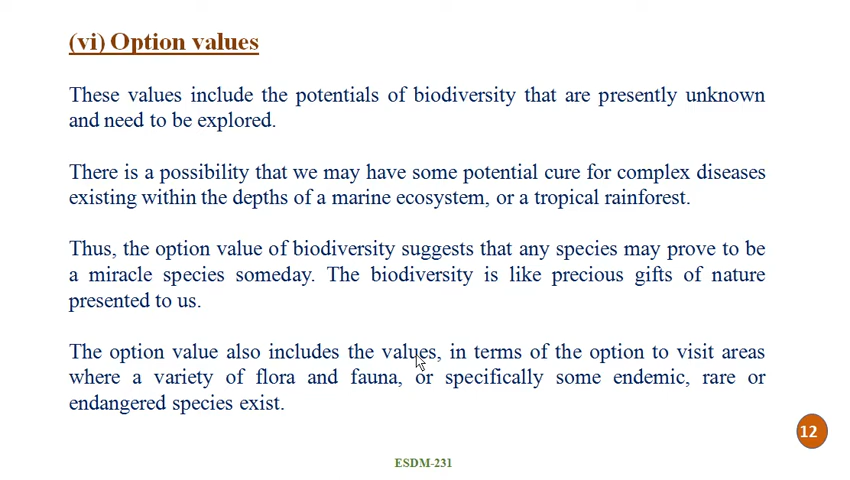 (vi) Option values
These values include the potentials of biodiversity that are presently unknown
and need to be explored.
There is a possibility that we may have some potential cure for complex diseases
existing within the depths of a marine ecosystem, or a tropical rainforest.
Thus, the option value of biodiversity suggests that any species may prove to be
a miracle species someday. The biodiversity is like precious gifts of nature
presented to us.
The option value also includes the values, in terms of the option to visit areas
where a variety of flora and fauna, or specifically some endemic, rare or
endangered species exist.
12
ESDM-231